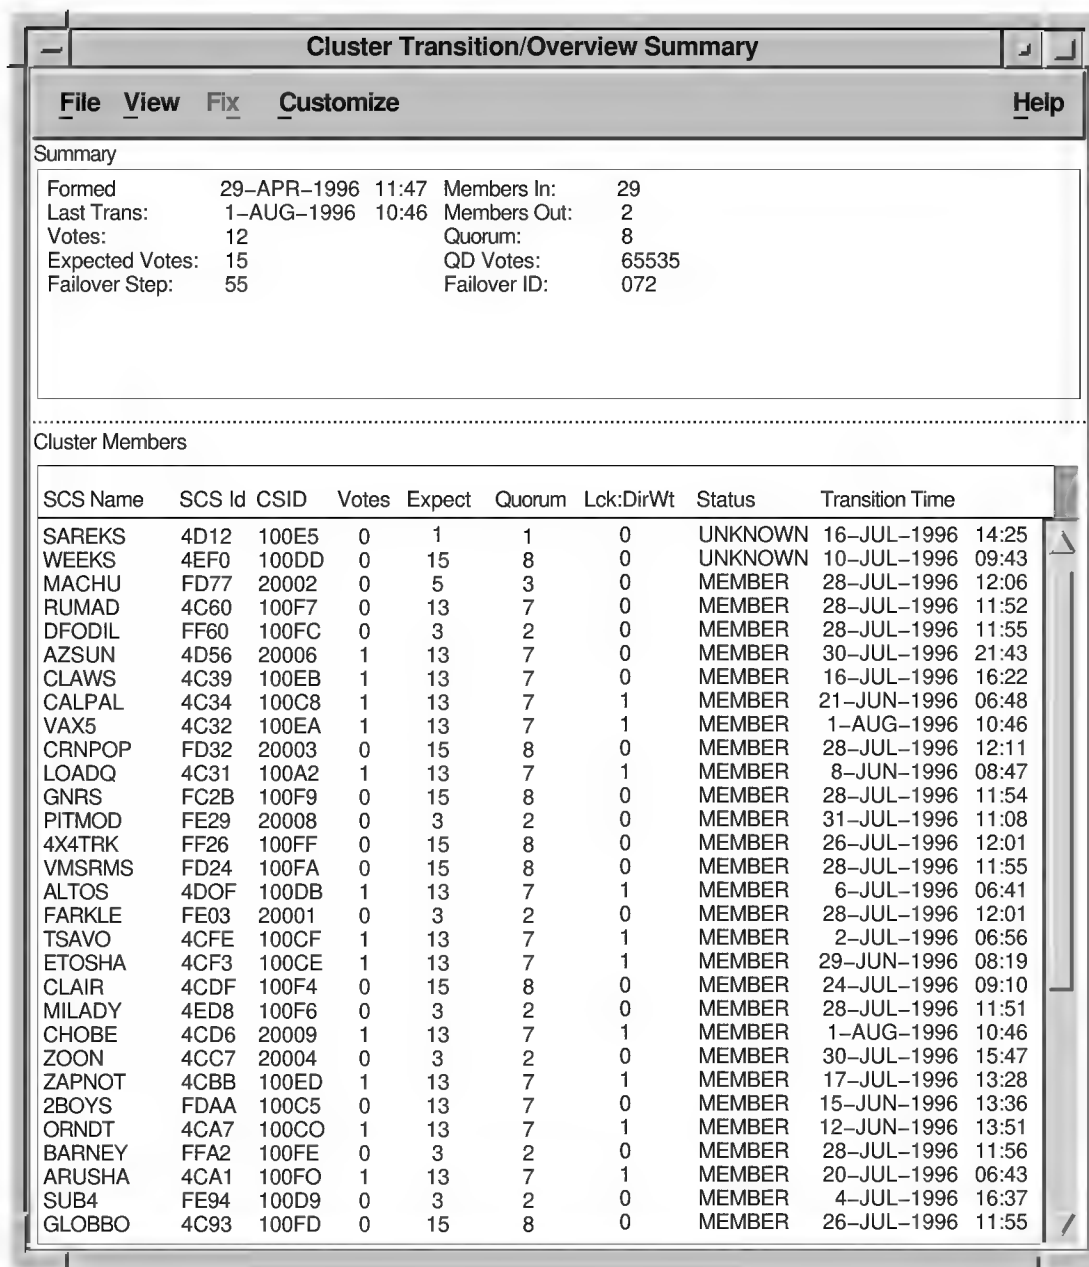 Cluster Transition/Overview Summary
File View Fix Customize Help
Summary
Formed 29–APR–1996 11:47 Members In: 29
Last Trans: 1–AUG–1996 10:46 Members Out: 2
Votes: 12 Quorum: 8
Expected Votes: 15 QD Votes: 65535
Failover Step: 55 Failover ID: 072
Cluster Members
SCS Name SCS Id CSID Votes Expect Quorum Lck:DirWt Status Transition Time
SAREKS 4D12 100E5 0 1 1 0 UNKNOWN 16–JUL–1996 14:25
WEEKS 4EF0 100DD 0 15 8 0 UNKNOWN 10–JUL–1996 09:43
MACHU FD77 20002 0 5 3 0 MEMBER 28–JUL–1996 12:06
RUMAD 4C60 100F7 0 13 7 0 MEMBER 28–JUL–1996 11:52
DFODIL FF60 100FC 0 3 2 0 MEMBER 28–JUL–1996 11:55
AZSUN 4D56 20006 1 13 7 0 MEMBER 30–JUL–1996 21:43
CLAWS 4C39 100EB 1 13 7 0 MEMBER 16–JUL–1996 16:22
CALPAL 4C34 100C8 1 13 7 1 MEMBER 21–JUN–1996 06:48
VAX5 4C32 100EA 1 13 7 1 MEMBER 1–AUG–1996 10:46
CRNPOP FD32 20003 0 15 8 0 MEMBER 28–JUL–1996 12:11
LOADQ 4C31 100A2 1 13 7 1 MEMBER 8–JUN–1996 08:47
GNRS FC2B 100F9 0 15 8 0 MEMBER 28–JUL–1996 11:54
PITMOD FE29 20008 0 3 2 0 MEMBER 31–JUL–1996 11:08
4X4TRK FF26 100FF 0 15 8 0 MEMBER 26–JUL–1996 12:01
VMSRMS FD24 100FA 0 15 8 0 MEMBER 28–JUL–1996 11:55
ALTOS 4DOF 100DB 1 13 7 1 MEMBER 6–JUL–1996 06:41
FARKLE FE03 20001 0 3 2 0 MEMBER 28–JUL–1996 12:01
TSAVO 4CFE 100CF 1 13 7 1 MEMBER 2–JUL–1996 06:56
ETOSHA 4CF3 100CE 1 13 7 1 MEMBER 29–JUN–1996 08:19
CLAIR 4CDF 100F4 0 15 8 0 MEMBER 24–JUL–1996 09:10
MILADY 4ED8 100F6 0 3 2 0 MEMBER 28–JUL–1996 11:51
CHOBE 4CD6 20009 1 13 7 1 MEMBER 1–AUG–1996 10:46
ZOON 4CC7 20004 0 3 2 0 MEMBER 30–JUL–1996 15:47
ZAPNOT 4CBB 100ED 1 13 7 1 MEMBER 17–JUL–1996 13:28
2BOYS FDAA 100C5 0 13 7 0 MEMBER 15–JUN–1996 13:36
ORNDT 4CA7 100CO 1 13 7 1 MEMBER 12–JUN–1996 13:51
BARNEY FFA2 100FE 0 3 2 0 MEMBER 28–JUL–1996 11:56
ARUSHA 4CA1 100FO 1 13 7 1 MEMBER 20–JUL–1996 06:43
SUB4 FE94 100D9 0 3 2 0 MEMBER 4–JUL–1996 16:37
GLOBBO 4C93 100FD 0 15 8 0 MEMBER 26–JUL–1996 11:55